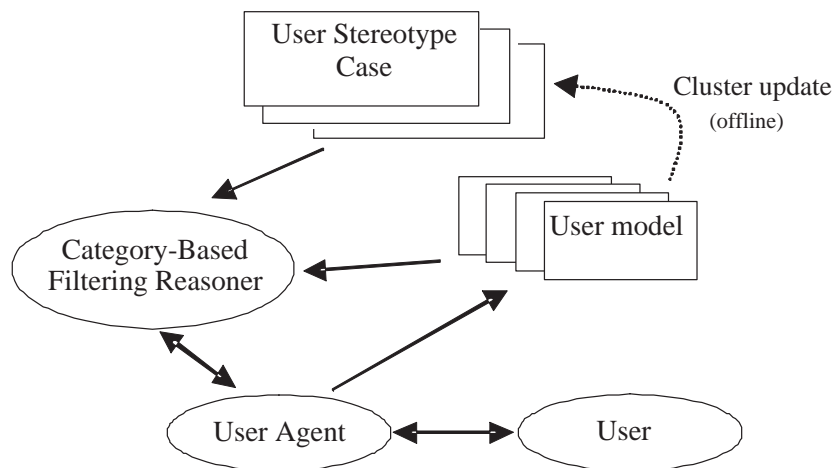 User Stereotype
Case
Cluster update
(offline)
User model
Category-Based
Filtering Reasoner
User Agent
User